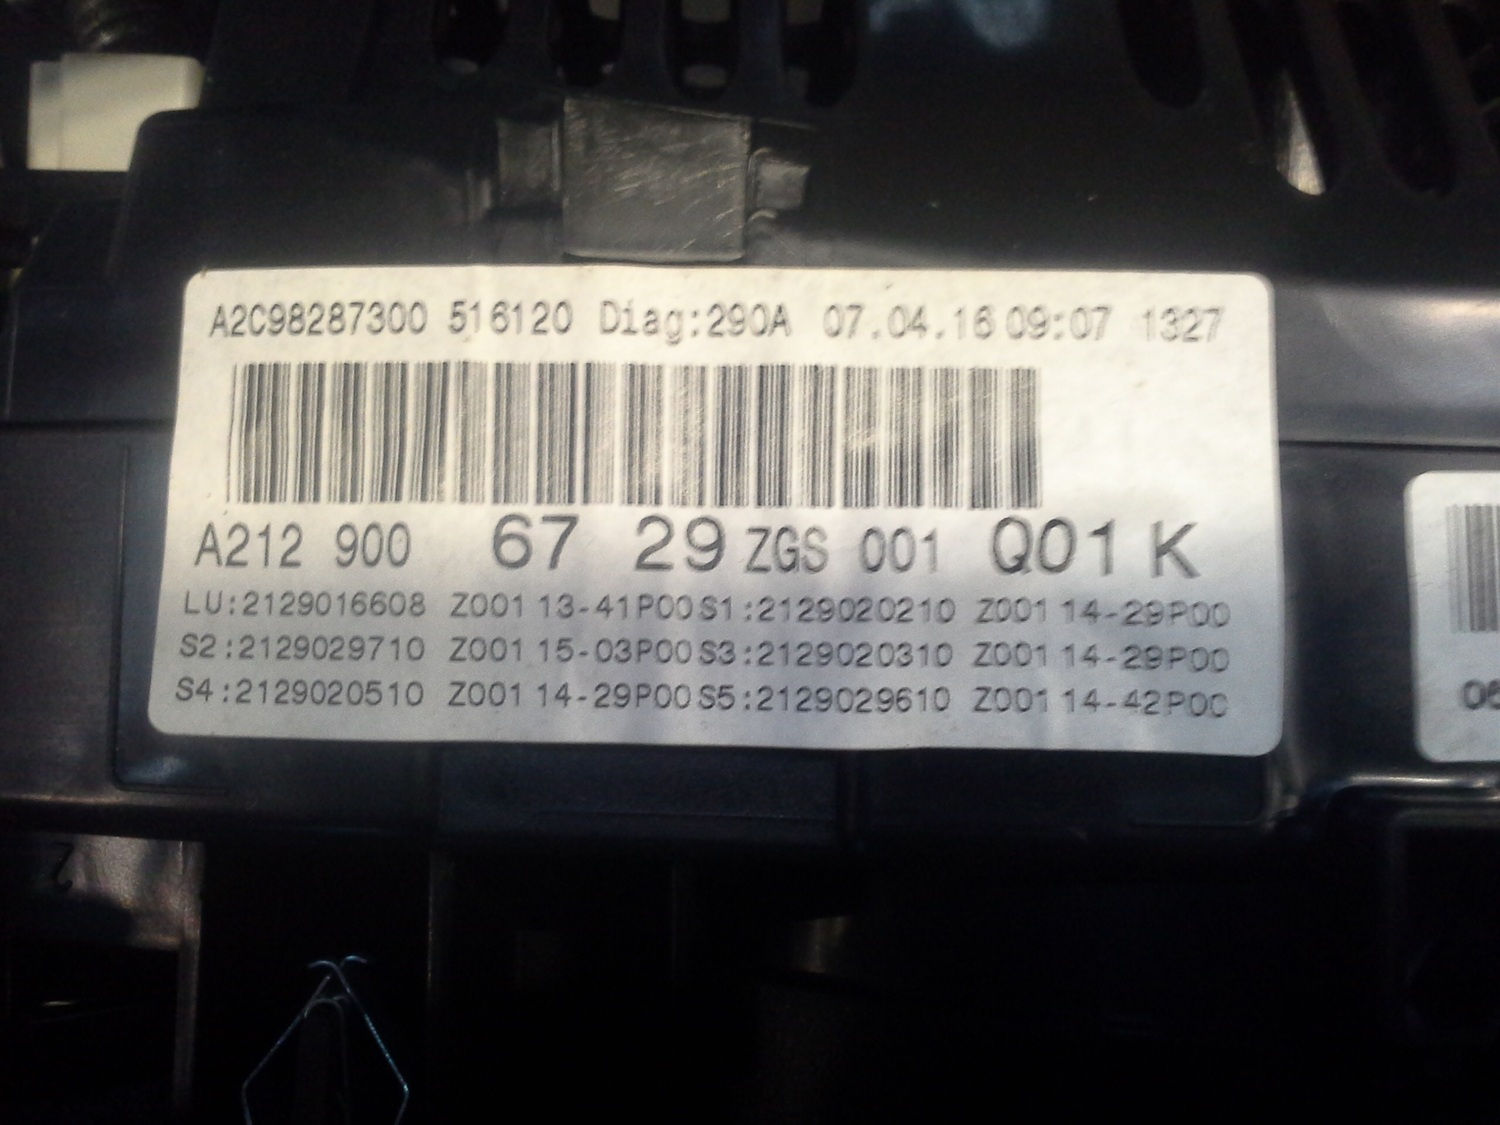 A2C98287300 516120 Diag:290A 07.04.16 09:07 1327
A212 900 67 29 ZGS 001 Q01 K
LU:2129016608 Z001 13-41P00 S1:2129020210 Z001 14-29P00
S2:2129029710 Z001 15-03P00 S3:2129020310 Z001 14-29P00
S4:2129020510 Z001 14-29P00 S5:2129029610 Z001 14-42P00